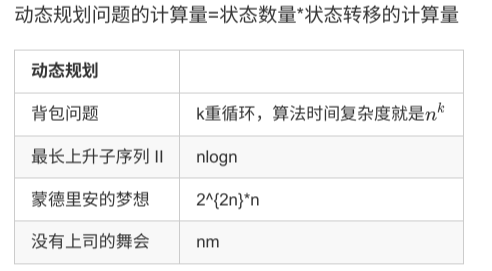 动态规划问题的计算量=状态数量*状态转移的计算量
动态规划
背包问题 k重循环，算法时间复杂度就是n^k
最长上升子序列 II nlogn
蒙德里安的梦想 2^{2n}*n
没有上司的舞会 nm